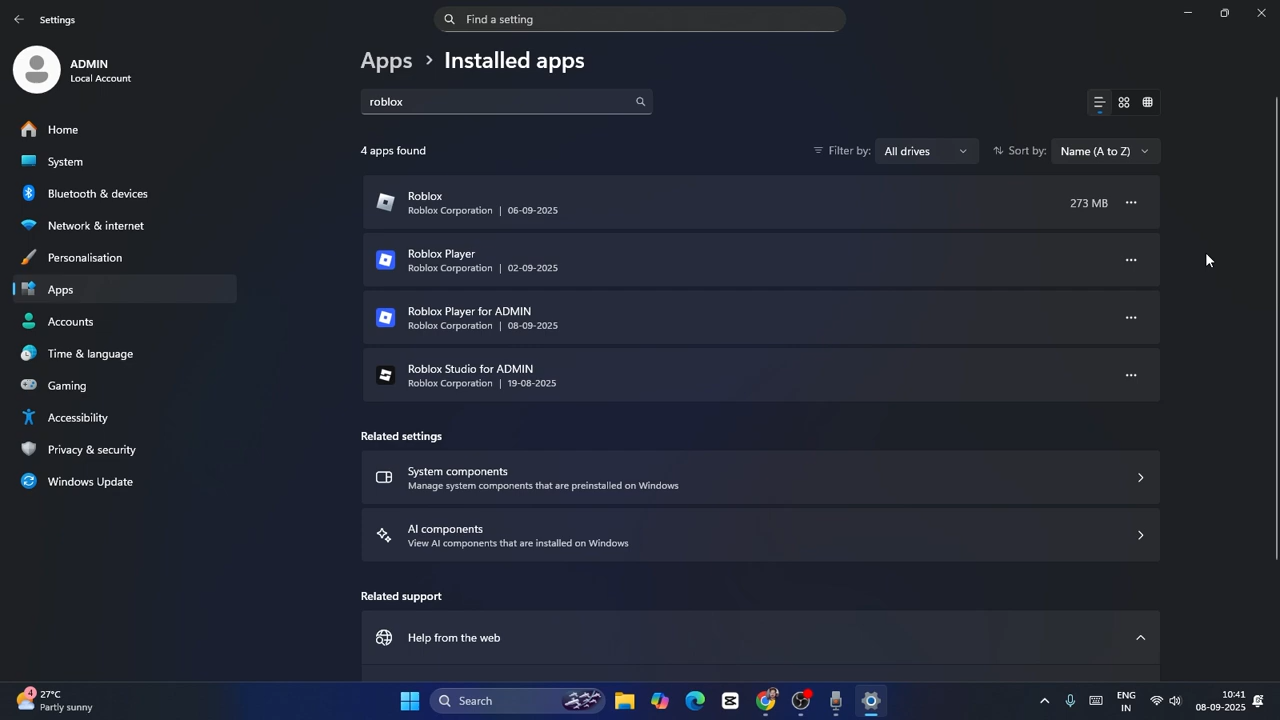 Settings
Find a setting
ADMIN
Local Account
Home
System
Bluetooth & devices
Network & internet
Personalisation
Apps
Accounts
Time & language
Gaming
Accessibility
Privacy & security
Windows Update
Apps > Installed apps
roblox
4 apps found
Filter by: All drives
Sort by: Name (A to Z)
Roblox
Roblox Corporation | 06-09-2025
273 MB
Roblox Player
Roblox Corporation | 02-09-2025
Roblox Player for ADMIN
Roblox Corporation | 08-09-2025
Roblox Studio for ADMIN
Roblox Corporation | 19-08-2025
Related settings
System components
Manage system components that are preinstalled on Windows
AI components
View AI components that are installed on Windows
Related support
Help from the web
4
27°C
Partly sunny
Search
ENG
IN
10:41
08-09-2025